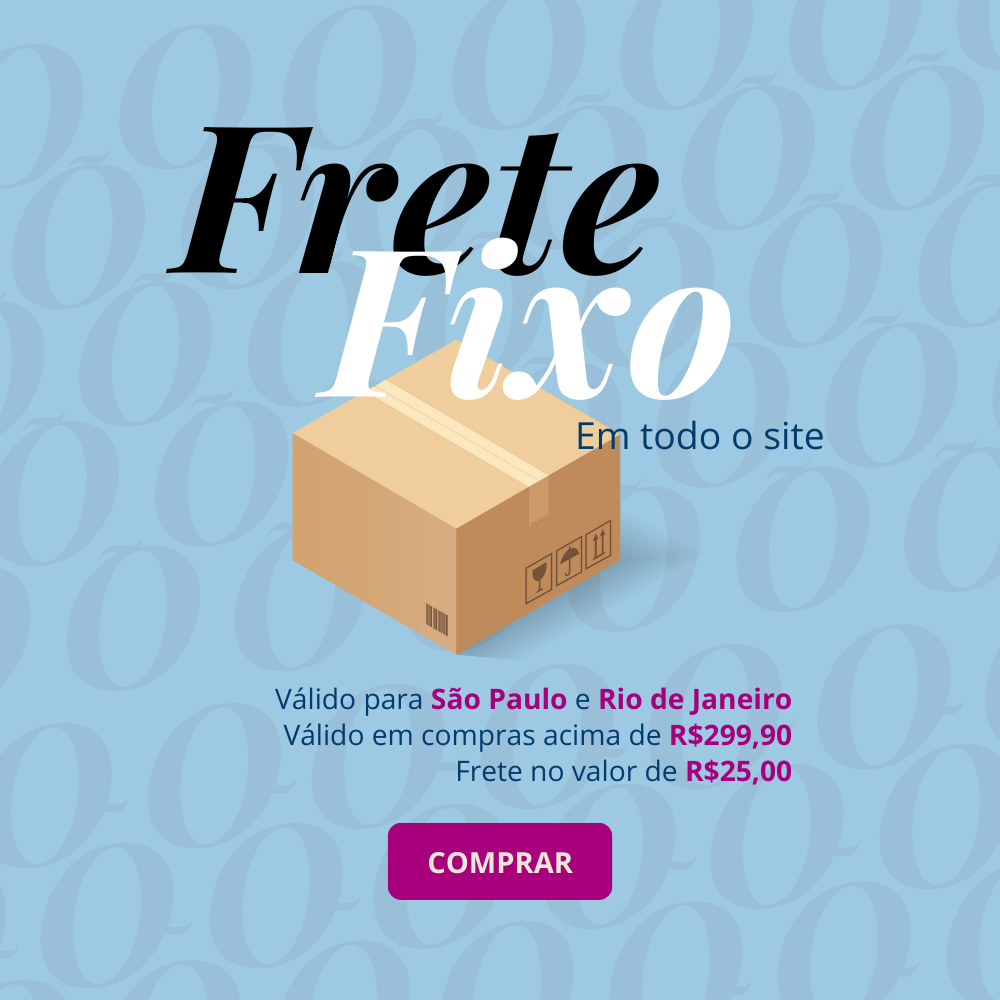 Frete
Fixo
Em todo o site
Válido para São Paulo e Rio de Janeiro
Válido em compras acima de R$299,90
Frete no valor de R$25,00
COMPRAR